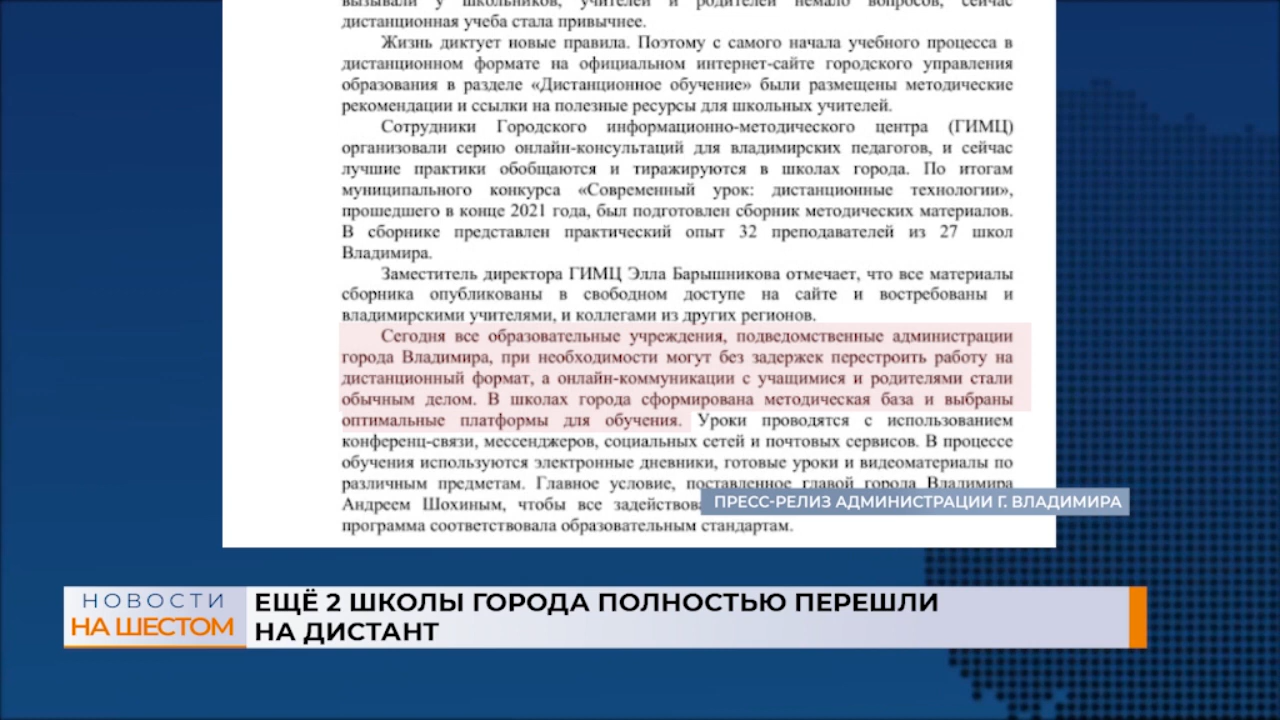 вызывали у школьников, учителей и родителей немало вопросов, сейчас
дистанционная учеба стала привычнее.
Жизнь диктует новые правила. Поэтому с самого начала учебного процесса в
дистанционном формате на официальном интернет-сайте городского управления
образования в разделе «Дистанционное обучение» были размещены методические
рекомендации и ссылки на полезные ресурсы для школьных учителей.
Сотрудники Городского информационно-методического центра (ГИМЦ)
организовали серию онлайн-консультаций для владимирских педагогов, и сейчас
лучшие практики обобщаются и тиражируются в школах города. По итогам
муниципального конкурса «Современный урок: дистанционные технологии»,
прошедшего в конце 2021 года, был подготовлен сборник методических материалов.
В сборнике представлен практический опыт 32 преподавателей из 27 школ
Владимира.
Заместитель директора ГИМЦ Элла Барышникова отмечает, что все материалы
сборника опубликованы в свободном доступе на сайте и востребованы и
владимирскими учителями, и коллегами из других регионов.
Сегодня все образовательные учреждения, подведомственные администрации
города Владимира, при необходимости могут без задержек перестроить работу на
дистанционный формат, а онлайн-коммуникации с учащимися и родителями стали
обычным делом. В школах города сформирована методическая база и выбраны
оптимальные платформы для обучения. Уроки проводятся с использованием
конференц-связи, мессенджеров, социальных сетей и почтовых сервисов. В процессе
обучения используются электронные дневники, готовые уроки и видеоматериалы по
различным предметам. Главное условие, поставленное главой города Владимира
Андреем Шохиным, чтобы все
программа соответствовала образовательным стандартам.
ПРЕСС-РЕЛИЗ АДМИНИСТРАЦИИ Г. ВЛАДИМИРА
НОВОСТИ
НА ШЕСТОМ
ЕЩЁ 2 ШКОЛЫ ГОРОДА ПОЛНОСТЬЮ ПЕРЕШЛИ
НА ДИСТАНТ